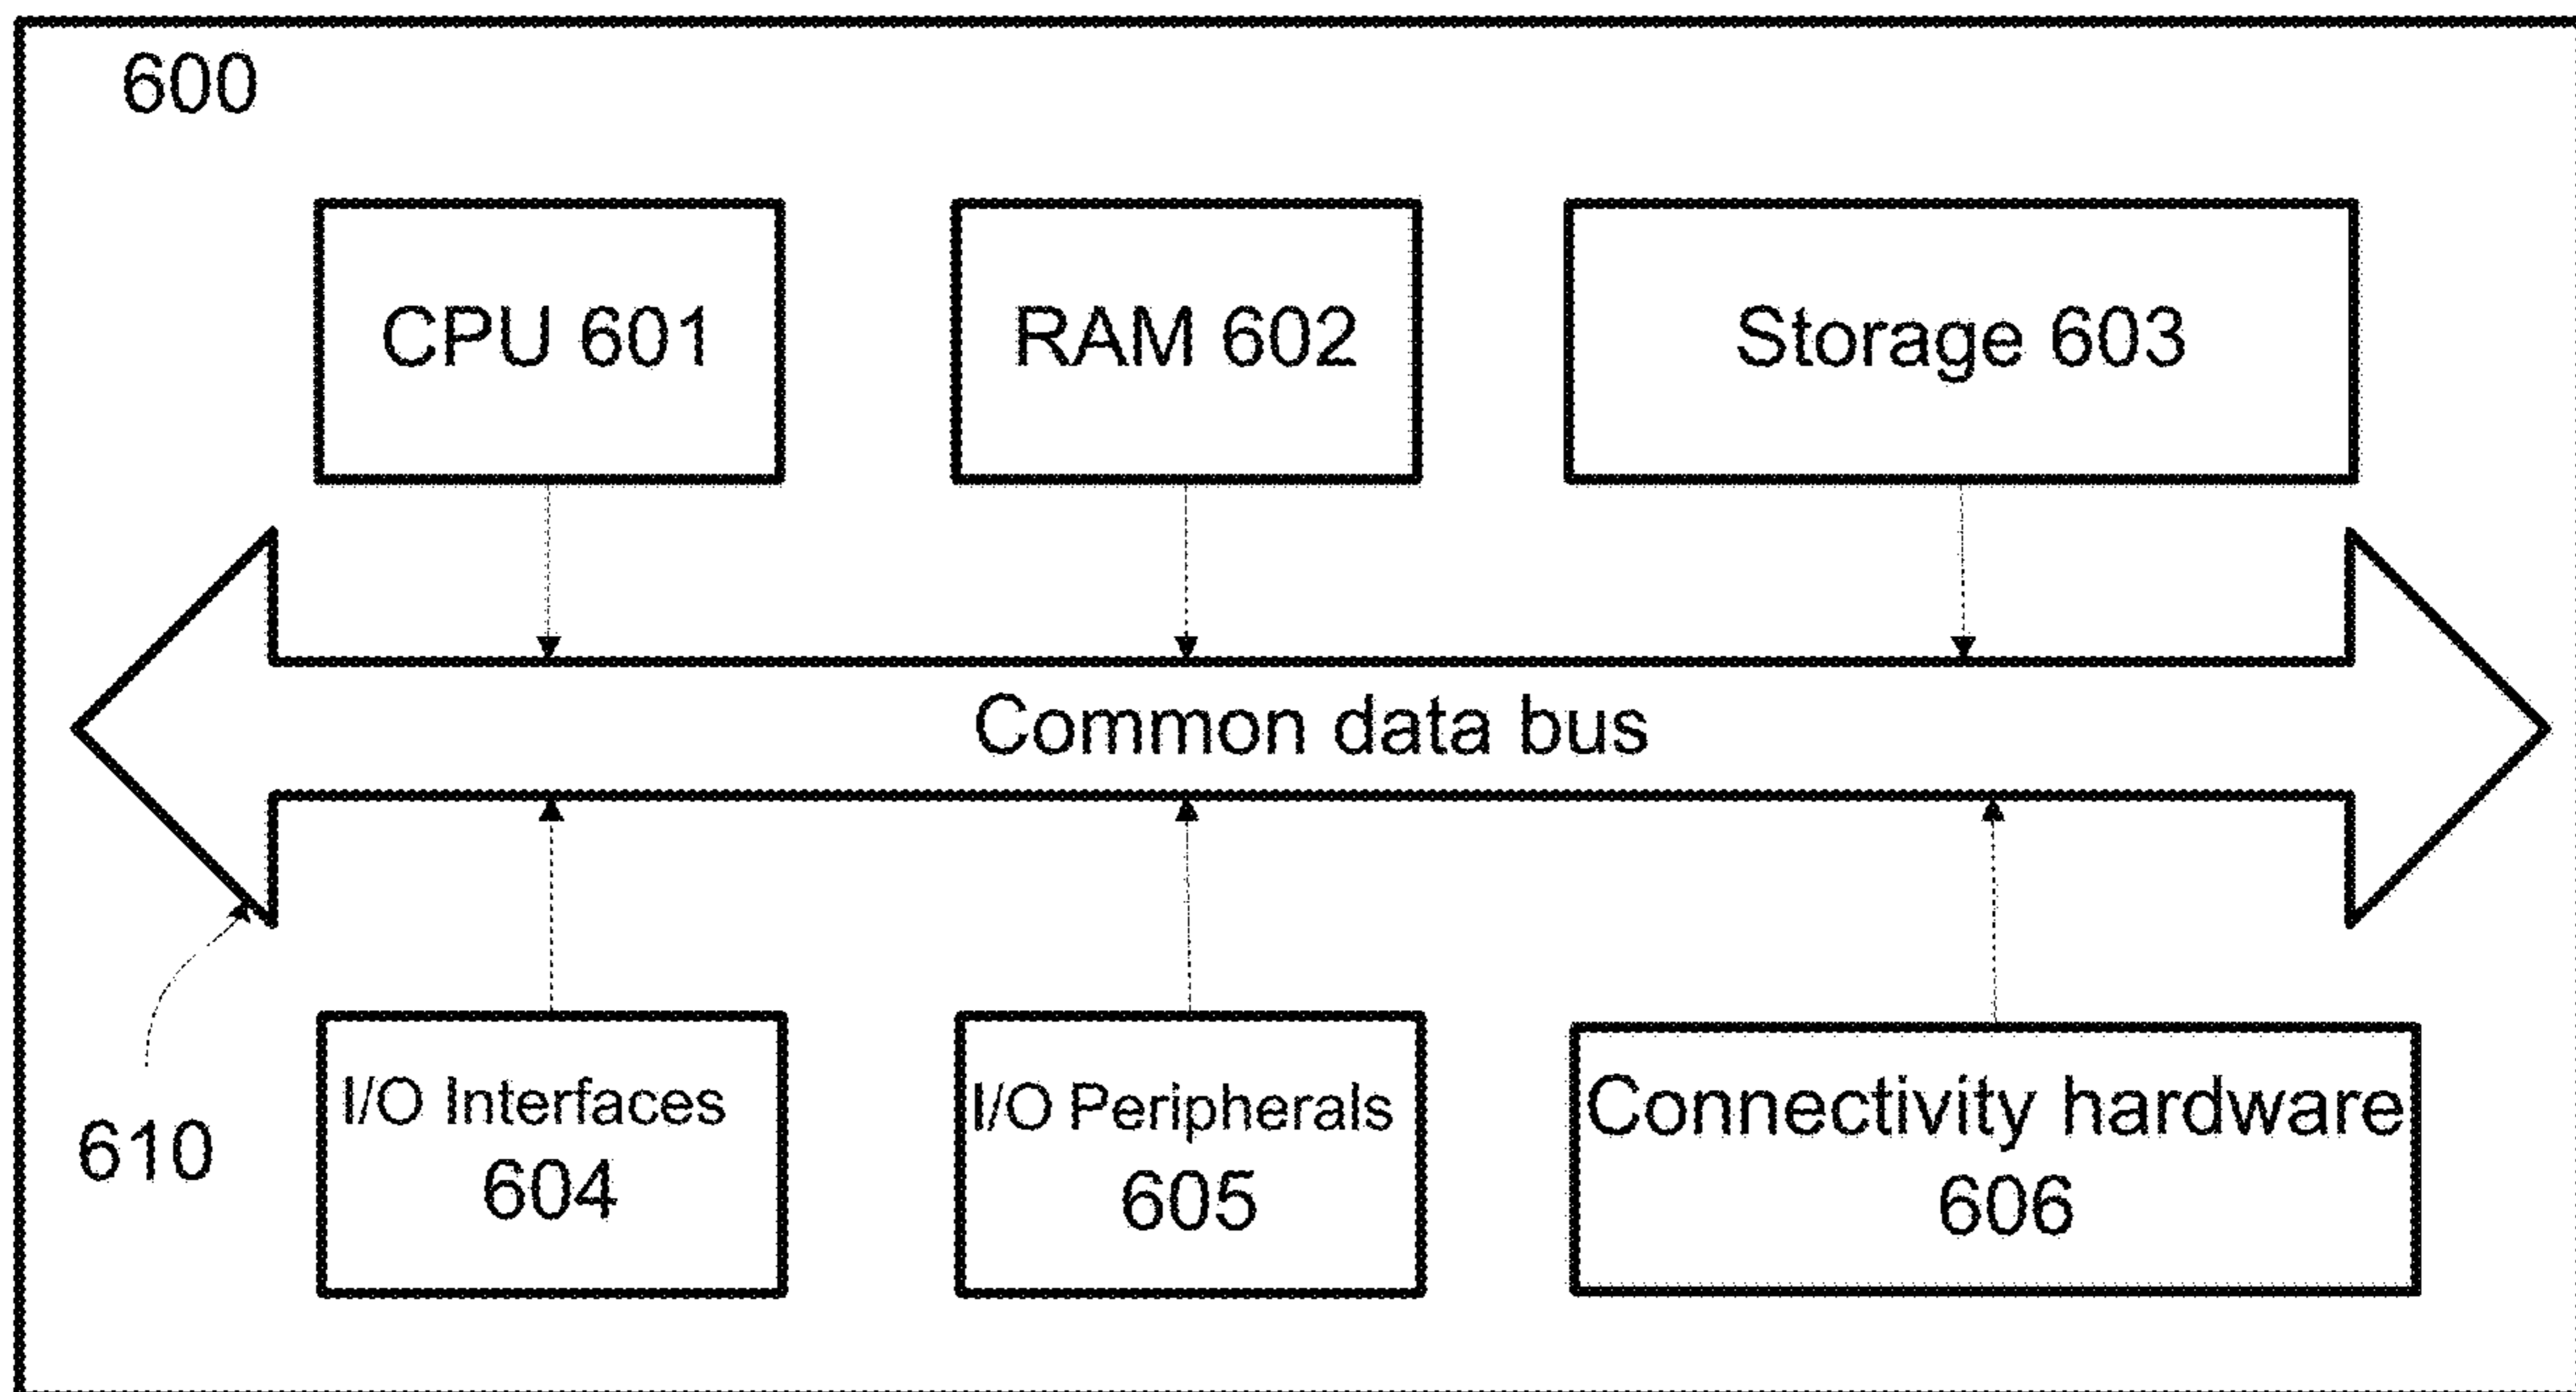 600
CPU 601
RAM 602
Storage 603
Common data bus
610
I/O Interfaces
604
I/O Peripherals
605
Connectivity hardware
606